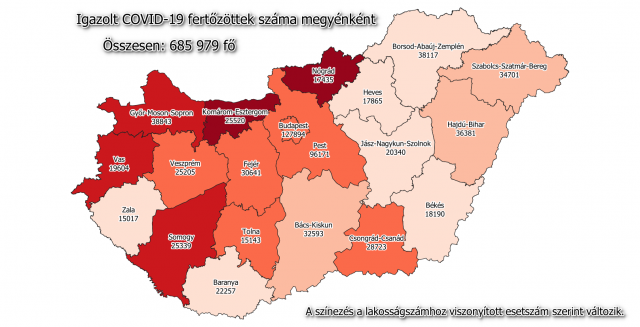 Igazolt COVID-19 fertőzöttek száma megyénként
Összesen: 685 979 fő
Borsod-Abaúj-Zemplén
38117
Szabolcs-Szatmár-Bereg
34701
Nógrád
17435
Heves
17865
Győr-Moson-Sopron
38843
Komárom-Esztergom
25520
Budapest
127894
Hajdú-Bihar
36381
Pest
96171
Jász-Nagykun-Szolnok
20340
Vas
19604
Veszprém
25205
Fejér
30641
Zala
15017
Békés
18190
Bács-Kiskun
32593
Somogy
25339
Tolna
15143
Csongrád-Csanád
28723
Baranya
22257
A színezés a lakosságszámhoz viszonyított esetszám szerint változik.